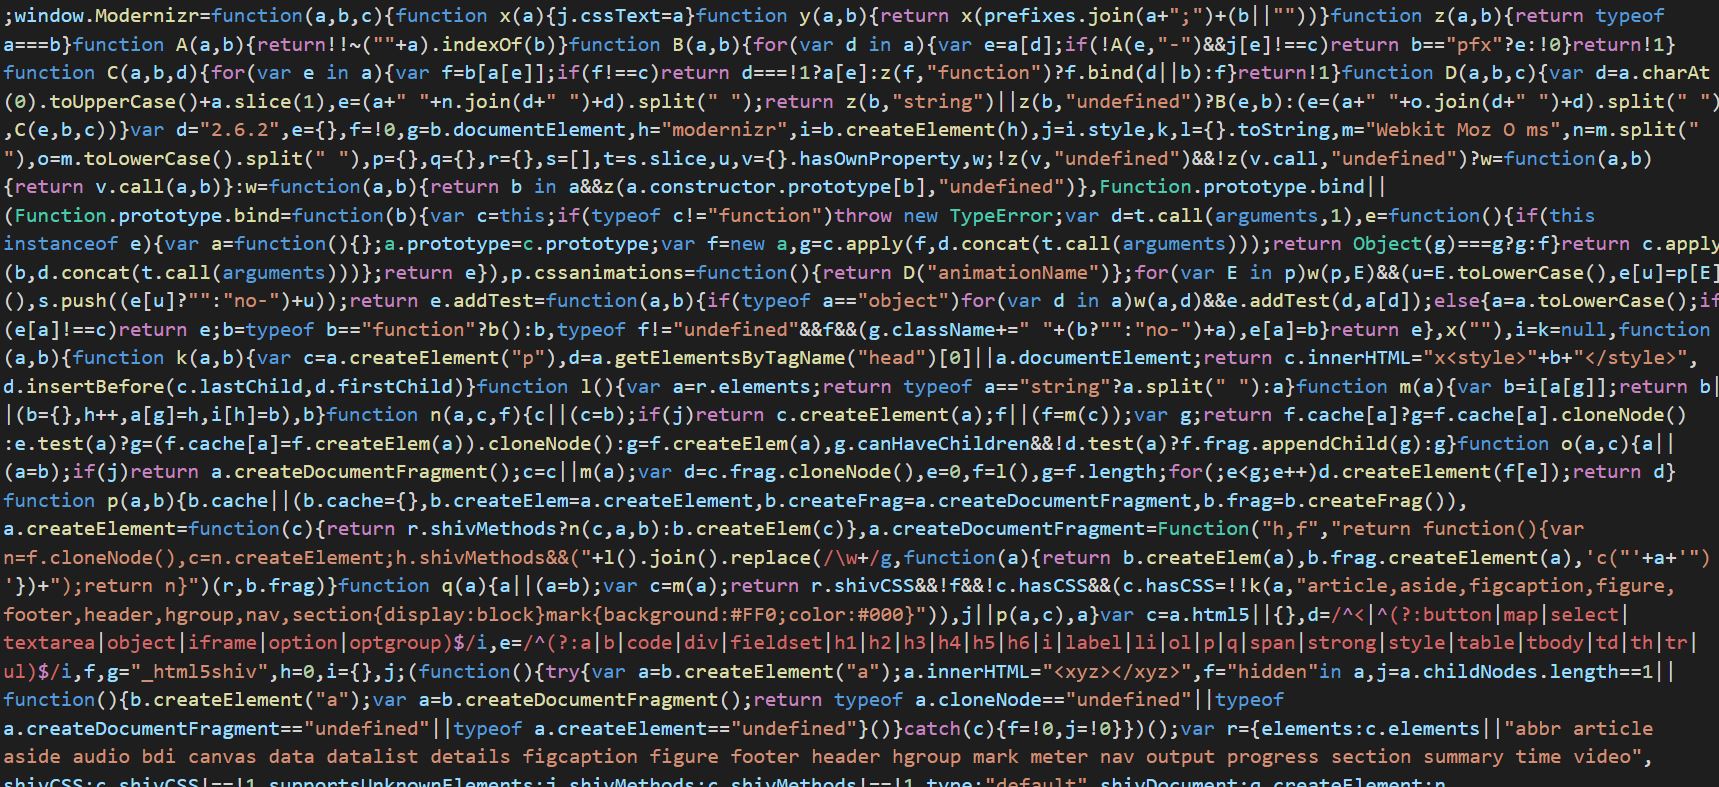 ;window.Modernizr=function(a,b,c){function x(a){j.cssText=a}function y(a,b){return x(prefixes.join(a+";")+(b||""))}function z(a,b){return typeof
a===b}function A(a,b){return!!~(""+a).indexOf(b)}function B(a,b){for(var d in a){var e=a[d];if(!A(e,"-")&&j[e]!==c)return b=="pfx"?e:!0}return!1}
function C(a,b,d){for(var e in a){var f=b[a[e]];if(f!==c)return d===!1?a[e]:z(f,"function")?f.bind(d||b):f}return!1}function D(a,b,c){var d=a.charAt
(0).toUpperCase()+a.slice(1),e=(a+" "+n.join(d+" ")+d).split(" ");return z(b,"string")||z(b,"undefined")?B(e,b):(e=(a+" "+o.join(d+" ")+d).split(" ")
,C(e,b,c))}var d="2.6.2",e={},f=!0,g=b.documentElement,h="modernizr",i=b.createElement(h),j=i.style,k,l={}.toString,m="Webkit Moz O ms",n=m.split("
"),o=m.toLowerCase().split(" "),p={},q={},r={},s=[],t=s.slice,u,v={}.hasOwnProperty,w;!z(v,"undefined")&&!z(v.call,"undefined")?w=function(a,b)
{return v.call(a,b)}:w=function(a,b){return b in a&&z(a.constructor.prototype[b],"undefined")},Function.prototype.bind||
(Function.prototype.bind=function(b){var c=this;if(typeof c!="function")throw new TypeError;var d=t.call(arguments,1),e=function(){if(this
instanceof e){var a=function(){};a.prototype=c.prototype;var f=new a,g=c.apply(f,d.concat(t.call(arguments)));return Object(g)===g?g:f}return c.apply
(b,d.concat(t.call(arguments)))};return e}),p.cssanimations=function(){return D("animationName")};for(var E in p)w(p,E)&&(u=E.toLowerCase(),e[u]=p[E]
(),s.push((e[u]?"":"no-")+u));return e.addTest=function(a,b){if(typeof a=="object")for(var d in a)w(a,d)&&e.addTest(d,a[d]);else{a=a.toLowerCase();if
(e[a]!==c)return e;b=typeof b=="function"?b():b,typeof f!="undefined"&&f&&(g.className+=" "+(b?"":"no-")+a),e[a]=b}return e},x(""),i=k=null,function
(a,b){function k(a,b){var c=a.createElement("p"),d=a.getElementsByTagName("head")[0]||a.documentElement;return c.innerHTML="x<style>"+b+"</style>",
d.insertBefore(c.lastChild,d.firstChild)}function l(){var a=r.elements;return typeof a=="string"?a.split(" "):a}function m(a){var b=i[a[g]];return b|
|(b={},h++,a[g]=h,i[h]=b),b}function n(a,c,f){c||(c=b);if(j)return c.createElement(a);f||(f=m(c));var g;return f.cache[a]?g=f.cache[a].cloneNode()
:e.test(a)?g=(f.cache[a]=f.createElem(a)).cloneNode():g=f.createElem(a),g.canHaveChildren&&!d.test(a)?f.frag.appendChild(g):g}function o(a,c){a||
(a=b);if(j)return a.createDocumentFragment();c=c||m(a);var d=c.frag.cloneNode(),e=0,f=l(),g=f.length;for(;e<g;e++)d.createElement(f[e]);return d}
function p(a,b){b.cache||(b.cache={},b.createElem=a.createElement,b.createFrag=a.createDocumentFragment,b.frag=b.createFrag()),
a.createElement=function(c){return r.shivMethods?n(c,a,b):b.createElem(c)},a.createDocumentFragment=Function("h,f","return function(){var
n=f.cloneNode(),c=n.createElement;h.shivMethods&&("+l().join().replace(/\w+/g,function(a){return b.createElem(a),b.frag.createElement(a),'c("'+a+'")
'})+");return n}")(r,b.frag)}function q(a){a||(a=b);var c=m(a);return r.shivCSS&&!f&&!c.hasCSS&&(c.hasCSS=!!k(a,"article,aside,figcaption,figure,
footer,header,hgroup,nav,section{display:block}mark{background:#FF0;color:#000}")),j||p(a,c),a}var c=a.html5||{},d=/^<|^(?:button|map|select|
textarea|object|iframe|option|optgroup)$/i,e=/^(?:a|b|code|div|fieldset|h1|h2|h3|h4|h5|h6|i|label|li|ol|p|q|span|strong|style|table|tbody|td|th|tr|
ul)$/i,f,g="_html5shiv",h=0,i={},j;(function(){try{var a=b.createElement("a");a.innerHTML="<xyz></xyz>",f="hidden"in a,j=a.childNodes.length==1||
function(){b.createElement("a");var a=b.createDocumentFragment();return typeof a.cloneNode=="undefined"||typeof
a.createDocumentFragment=="undefined"||typeof a.createElement=="undefined"}()}catch(c){f=!0,j=!0}})();var r={elements:c.elements||"abbr article
aside audio bdi canvas data datalist details figcaption figure footer header hgroup mark meter nav output progress section summary time video",
shivCSS:c.shivCSS!==!1,supportsUnknownElements:j,shivMethods:c.shivMethods!==!1,type:"default",shivDocument:q,createElement:n,